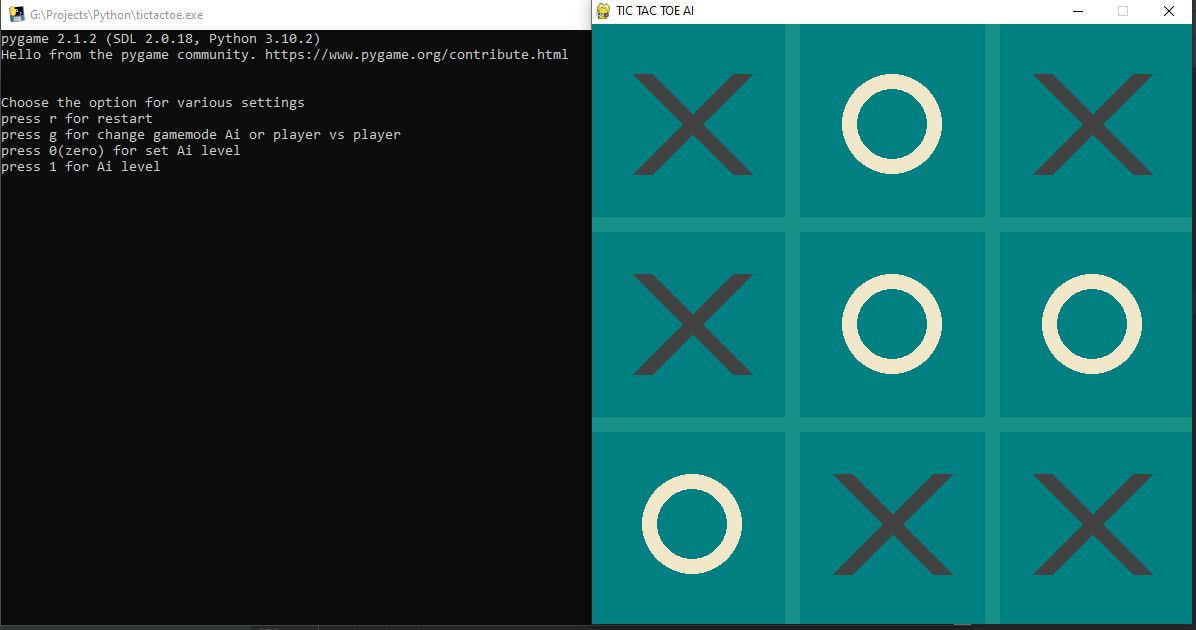 G:\Projects\Python\tictactoe.exe
pygame 2.1.2 (SDL 2.0.18, Python 3.10.2)
Hello from the pygame community. https://www.pygame.org/contribute.html
Choose the option for various settings
press r for restart
press g for change gamemode Ai or player vs player
press 0(zero) for set Ai level
press 1 for Ai level
TIC TAC TOE AI
X O X
X O O
O X X